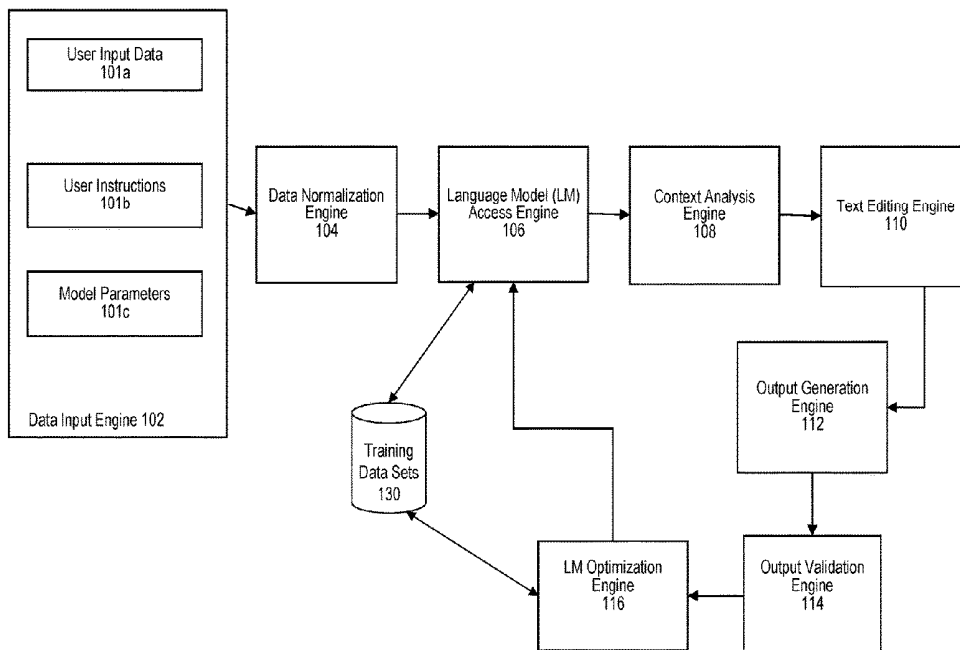 User Input Data
101a
User Instructions
101b
Model Parameters
101c
Data Input Engine 102
Data Normalization
Engine
104
Language Model (LM)
Access Engine
106
Context Analysis
Engine
108
Text Editing Engine
110
Output Generation
Engine
112
Training
Data Sets
130
LM Optimization
Engine
116
Output Validation
Engine
114